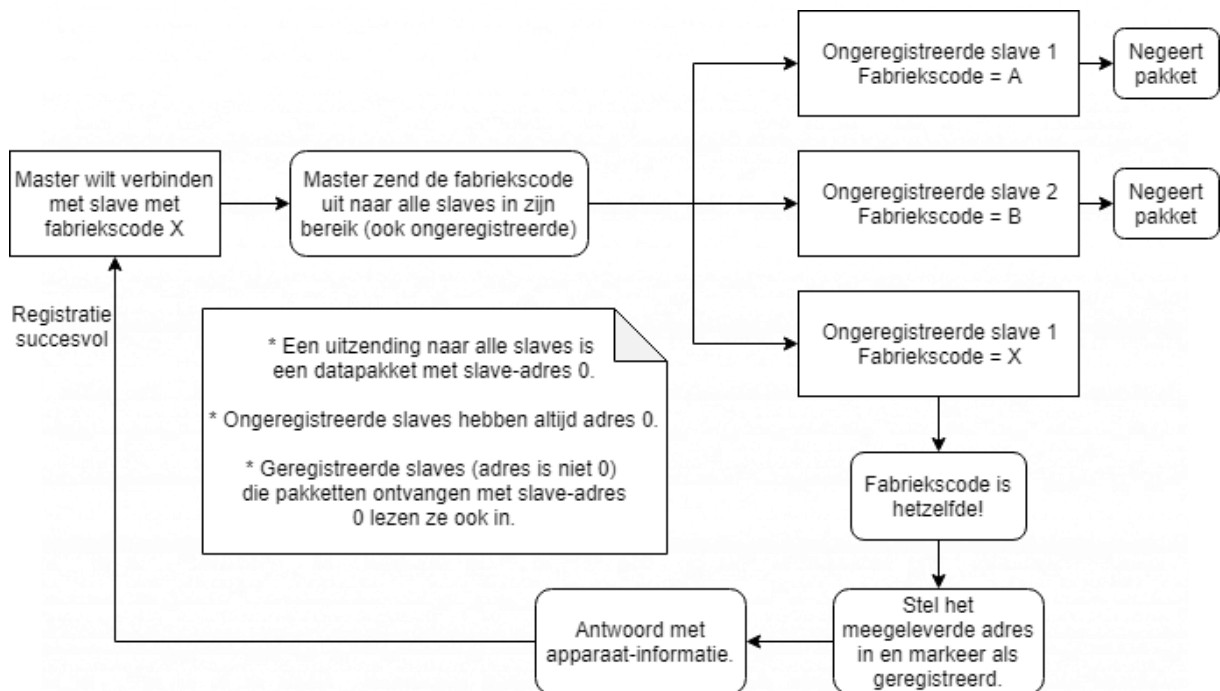 Ongeregistreerde slave 1
Fabriekscode = A
Negeert
pakket
Master wilt verbinden
met slave met
fabriekscode X
Master zend de fabriekscode
uit naar alle slaves in zijn
bereik (ook ongeregistreerde)
Ongeregistreerde slave 2
Fabriekscode = B
Negeert
pakket
Registratie
succesvol
* Een uitzending naar alle slaves is
een datapakket met slave-adres 0.
* Ongeregistreerde slaves hebben altijd adres 0.
* Geregistreerde slaves (adres is niet 0)
die pakketten ontvangen met slave-adres
0 lezen ze ook in.
Ongeregistreerde slave 1
Fabriekscode = X
Fabriekscode is
hetzelfde!
Stel het
meegeleverde adres
in en markeer als
geregistreerd.
Antwoord met
apparaat-informatie.